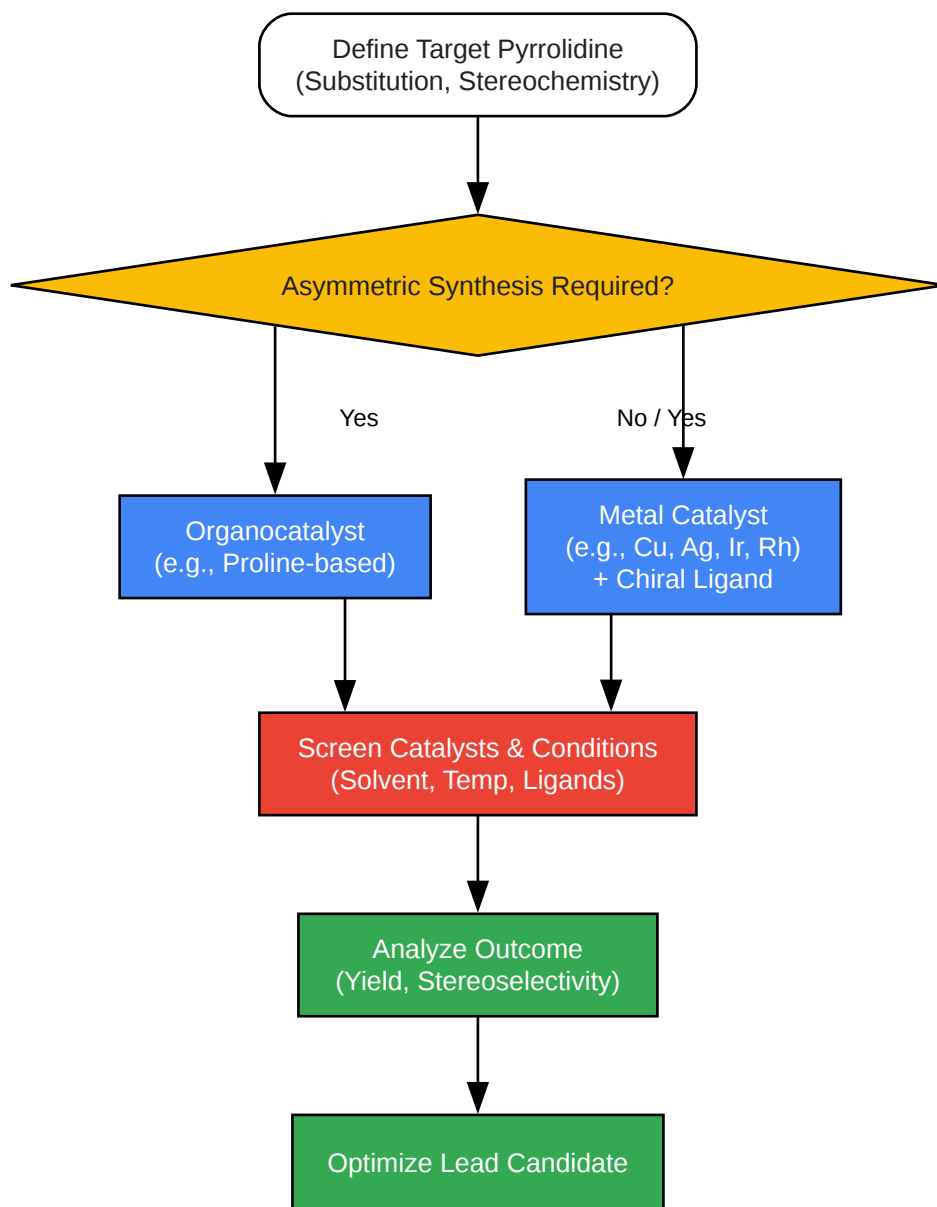 Define Target Pyrrolidine
(Substitution, Stereochemistry)
Asymmetric Synthesis Required?
Yes
No / Yes
Organocatalyst
(e.g., Proline-based)
Metal Catalyst
(e.g., Cu, Ag, Ir, Rh)
+ Chiral Ligand
Screen Catalysts & Conditions
(Solvent, Temp, Ligands)
Analyze Outcome
(Yield, Stereoselectivity)
Optimize Lead Candidate